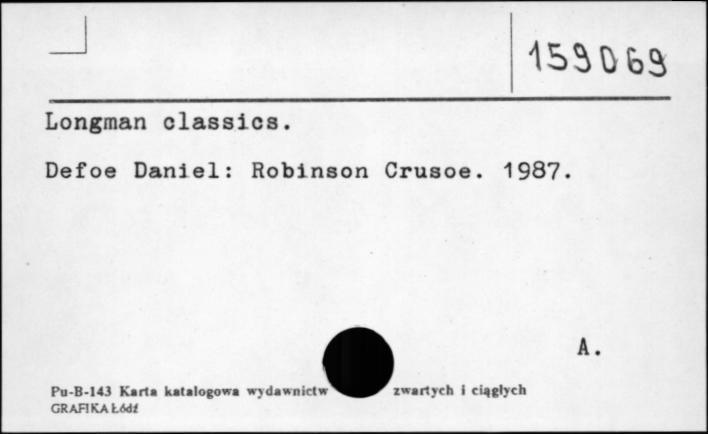 159069
Longman classics.
Defoe Daniel: Robinson Crusoe. 1987.
A.
Pu-B-143 Karta katalogowa wydawnictw zwartych i ciągłych
GRAFIKA Łódź